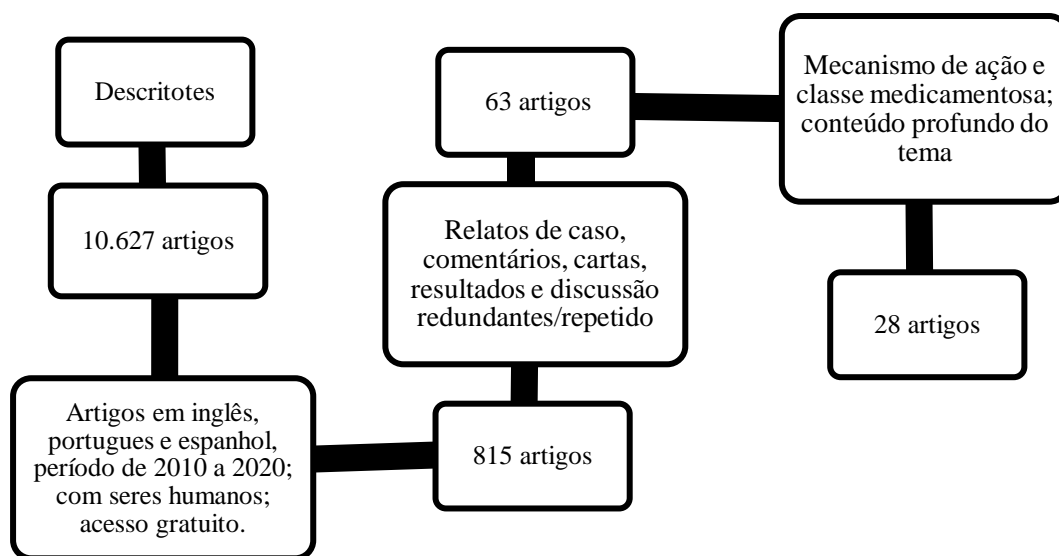 Descritotes
10.627 artigos
Artigos em inglês,
portugues e espanhol,
período de 2010 a 2020;
com seres humanos;
acesso gratuito.
815 artigos
Relatos de caso,
comentários, cartas,
resultados e discussão
redundantes/repetido
63 artigos
Mecanismo de ação e
classe medicamentosa;
conteúdo profundo do
tema
28 artigos